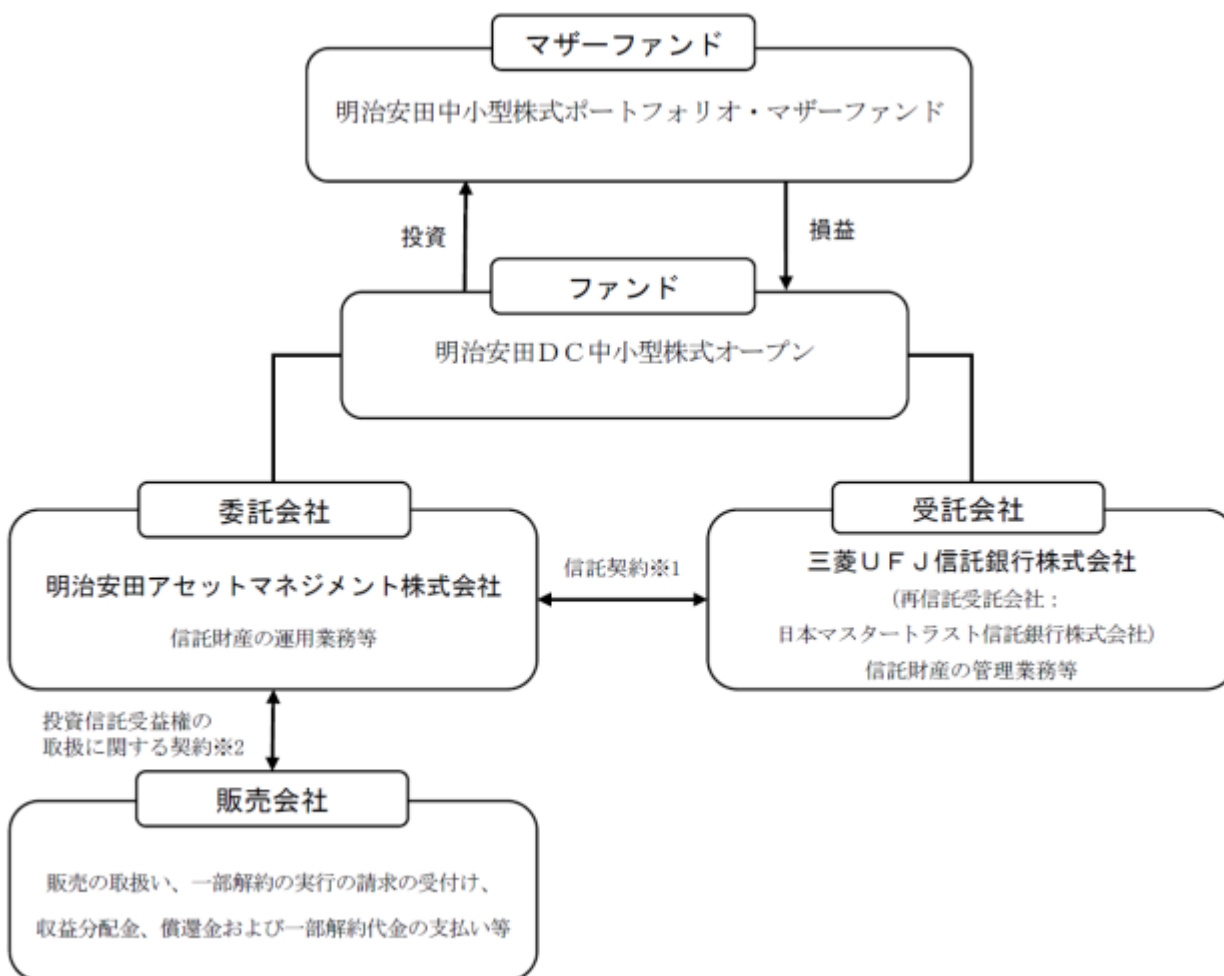 マザーファンド
明治安田中小型株式ポートフォリオ・マザーファンド
投資
損益
ファンド
明治安田DC中小型株式オープン
委託会社
明治安田アセットマネジメント株式会社
信託財産の運用業務等
信託契約※1
受託会社
三菱UFJ信託銀行株式会社
(再信託受託会社:
日本マスタートラスト信託銀行株式会社)
信託財産の管理業務等
投資信託受益権の
取扱に関する契約※2
販売会社
販売の取扱い、一部解約の実行の請求の受付け、
収益分配金、償還金および一部解約代金の支払い等